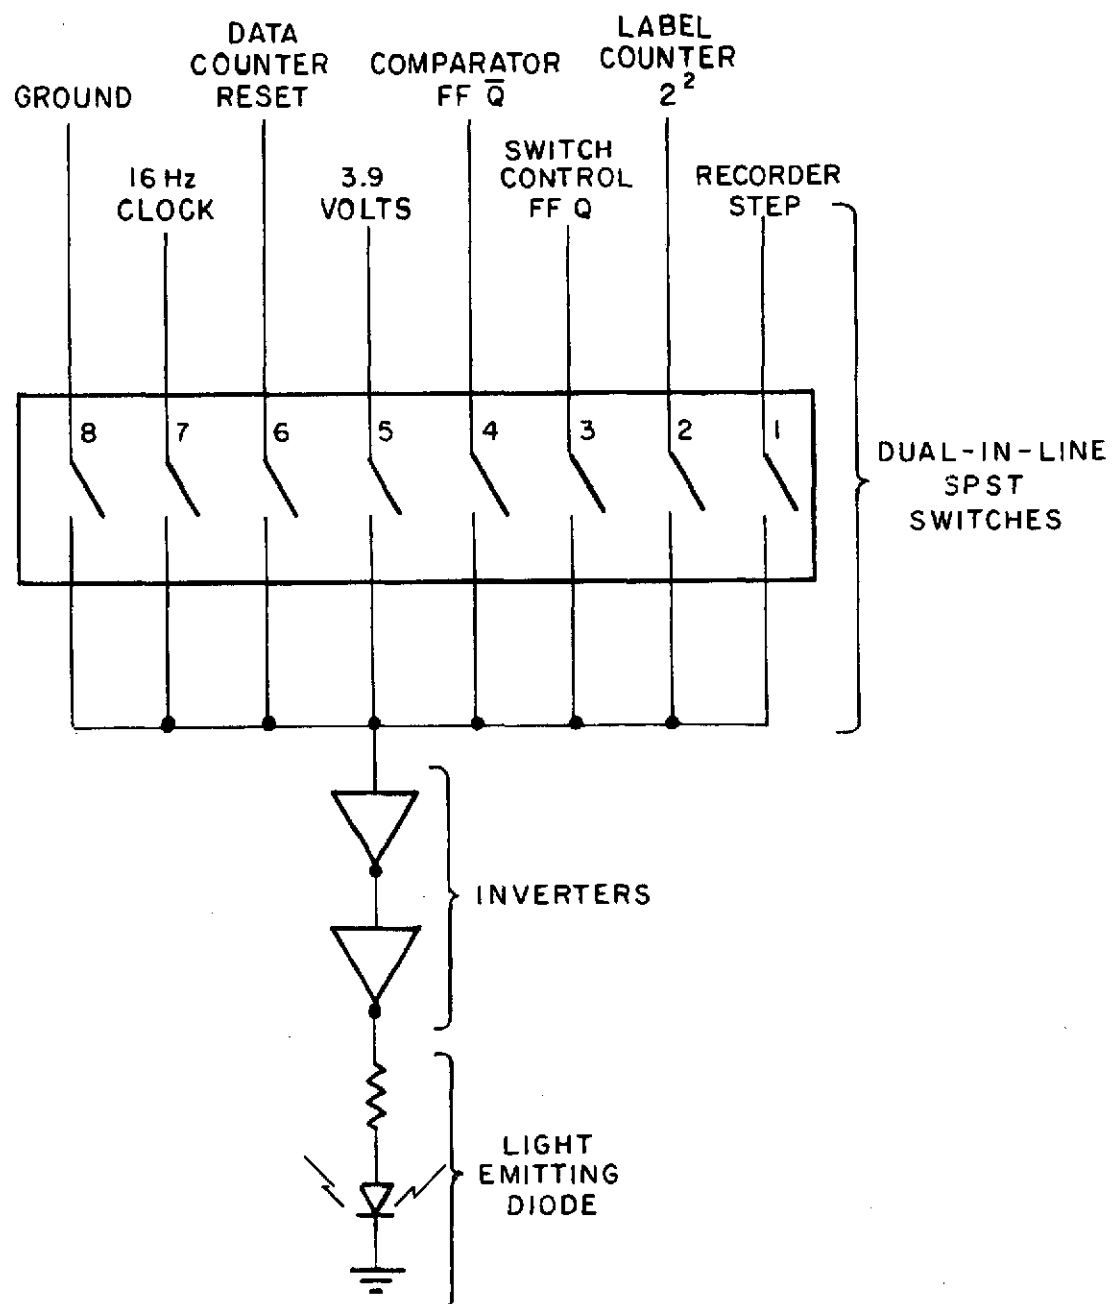 GROUND
16 Hz
CLOCK
DATA
COUNTER
RESET
3.9
VOLTS
COMPARATOR
FF Q̅
SWITCH
CONTROL
FF Q
LABEL
COUNTER
2²
RECORDER
STEP
8 7 6 5 4 3 2 1
DUAL-IN-LINE
SPST
SWITCHES
INVERTERS
LIGHT
EMITTING
DIODE